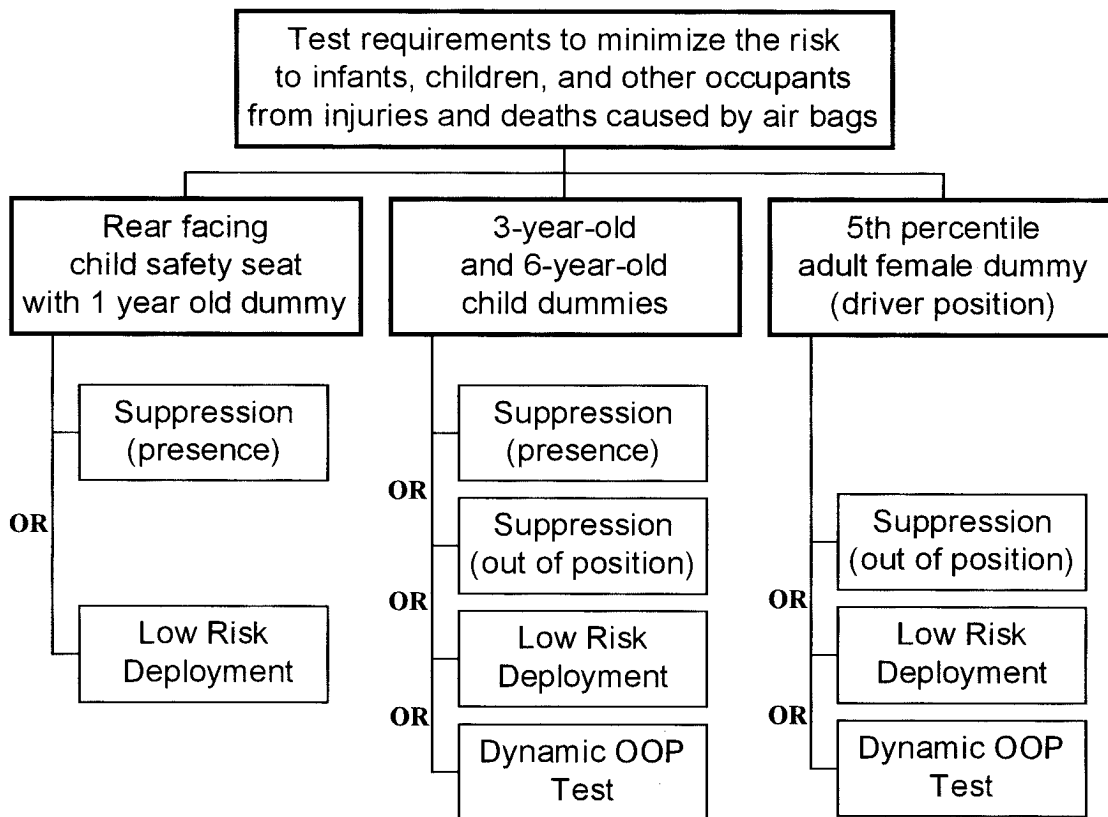 Test requirements to minimize the risk
to infants, children, and other occupants
from injuries and deaths caused by air bags
Rear facing
child safety seat
with 1 year old dummy
Suppression
(presence)
OR
Low Risk
Deployment
3-year-old
and 6-year-old
child dummies
Suppression
(presence)
OR
Suppression
(out of position)
OR
Low Risk
Deployment
OR
Dynamic OOP
Test
5th percentile
adult female dummy
(driver position)
Suppression
(out of position)
OR
Low Risk
Deployment
OR
Dynamic OOP
Test